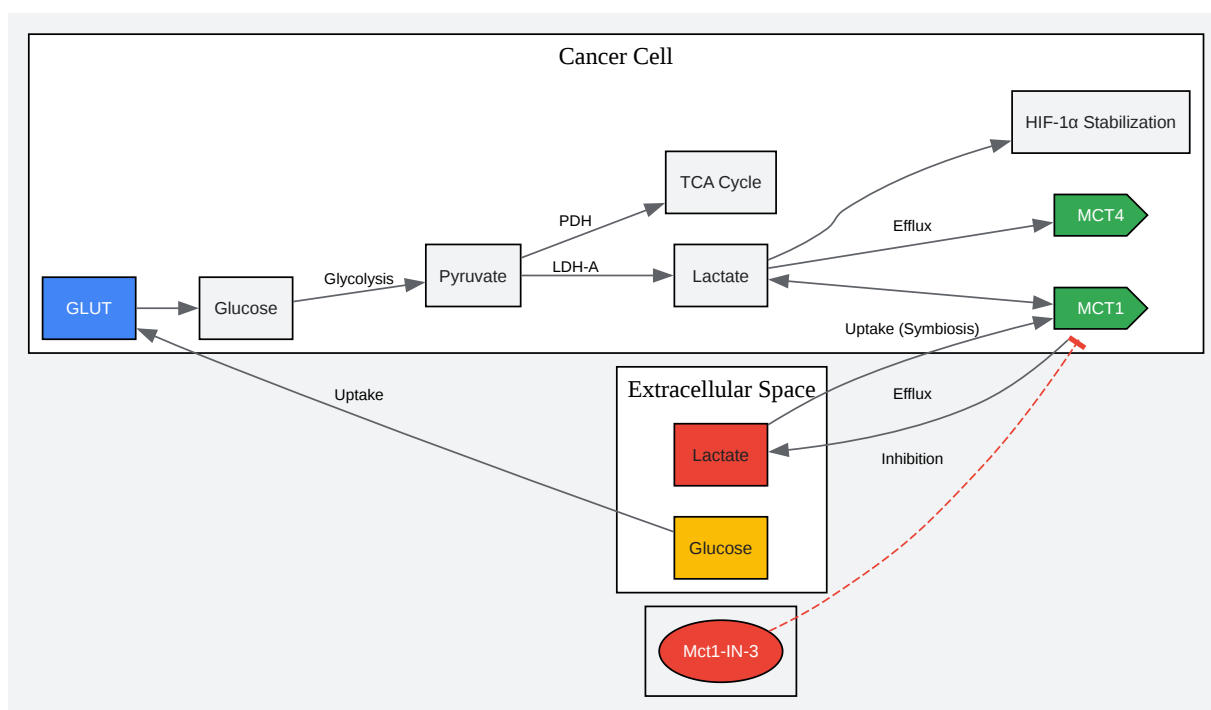 Cancer Cell
HIF-1α Stabilization
TCA Cycle
MCT4
PDH
Efflux
LDH-A
Glycolysis
Pyruvate
Lactate
GLUT
Glucose
MCT1
Uptake (Symbiosis)
Extracellular Space
Uptake
Efflux
Lactate
Inhibition
Glucose
Mct1-IN-3